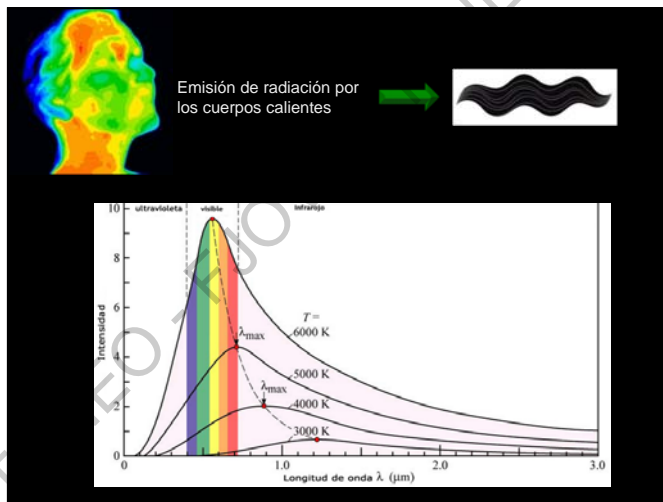 Emisión de radiación por
los cuerpos calientes
10
ultravioleta visible infrarojo
8
6
4
2
0
Intensidad
T =
6000 K
λmax
5000 K
λmax
4000 K
3000 K
1.0 2.0 3.0
Longitud de onda λ (μm)